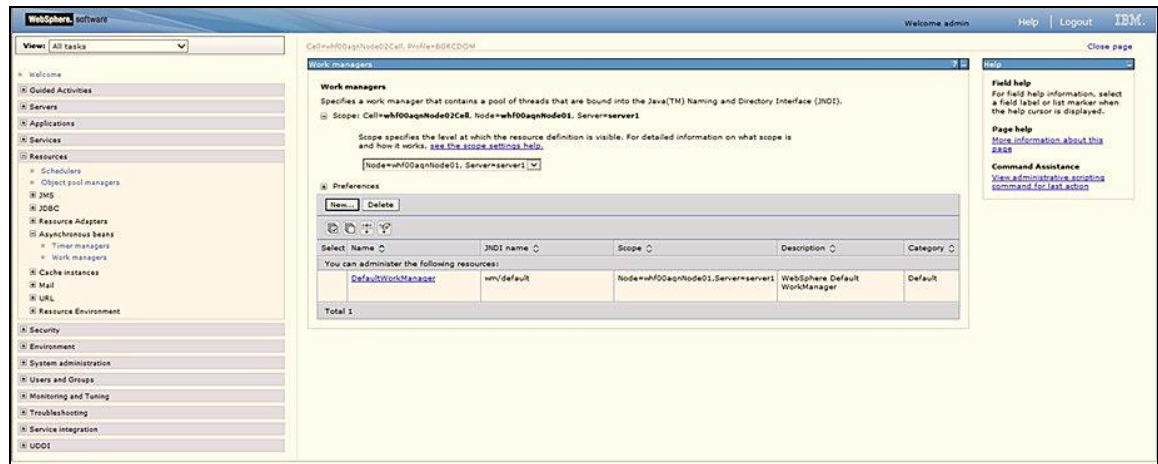 WebSphere. software
Welcome admin
Help | Logout
IBM.
View: All tasks
Welcome
Guided Activities
Servers
Applications
Services
Resources
Schedulers
Object pool managers
JMS
JDBC
Resource Adapters
Asynchronous beans
Timer managers
Work managers
Cache instances
Mail
URL
Resource Environment
Security
Environment
System administration
Users and Groups
Monitoring and Tuning
Troubleshooting
Service integration
UDDI
Cell=whf00aqnNode02Cell, Profile=BGKCDOM
Close page
Work managers
Work managers
Specifies a work manager that contains a pool of threads that are bound into the Java(TM) Naming and Directory Interface (JNDI).
Scope: Cell=whf00aqnNode02Cell, Node=whf00aqnNode01, Server=server1
Scope specifies the level at which the resource definition is visible. For detailed information on what scope is
and how it works, see the scope settings help.
Node=whf00aqnNode01, Server=server1
Preferences
New... Delete
Select Name JNDI name Scope Description Category
You can administer the following resources:
DefaultWorkManager wm/default Node=whf00aqnNode01,Server=server1 WebSphere Default Default
WorkManager
Total 1
Help
Field help
For field help information, select
a field label or list marker when
the help cursor is displayed.
Page help
More information about this
page
Command Assistance
View administrative scripting
command for last action